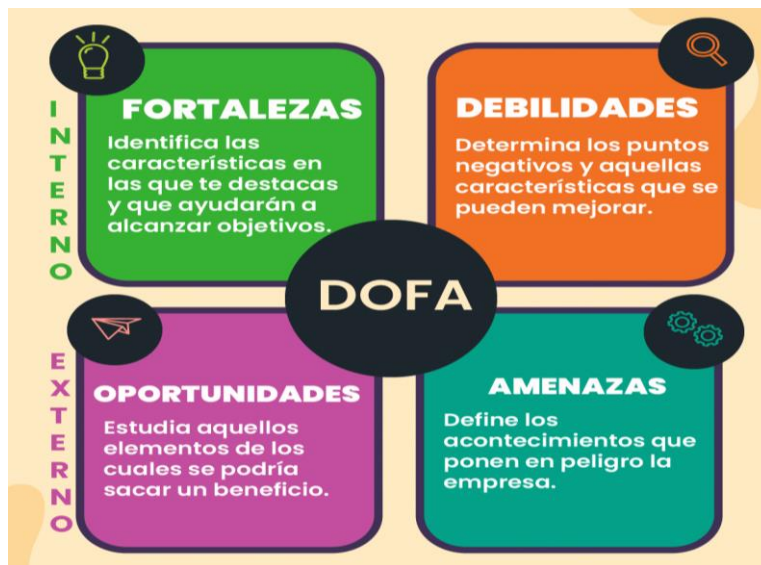 INTERNO
FORTALEZAS
Identifica las
características en
las que te destacas
y que ayudarán a
alcanzar objetivos.
DEBILIDADES
Determina los puntos
negativos y aquellas
características que se
pueden mejorar.
DOFA
EXTERNO
OPORTUNIDADES
Estudia aquellos
elementos de los
cuales se podría
sacar un beneficio.
AMENAZAS
Define los
acontecimientos que
ponen en peligro la
empresa.